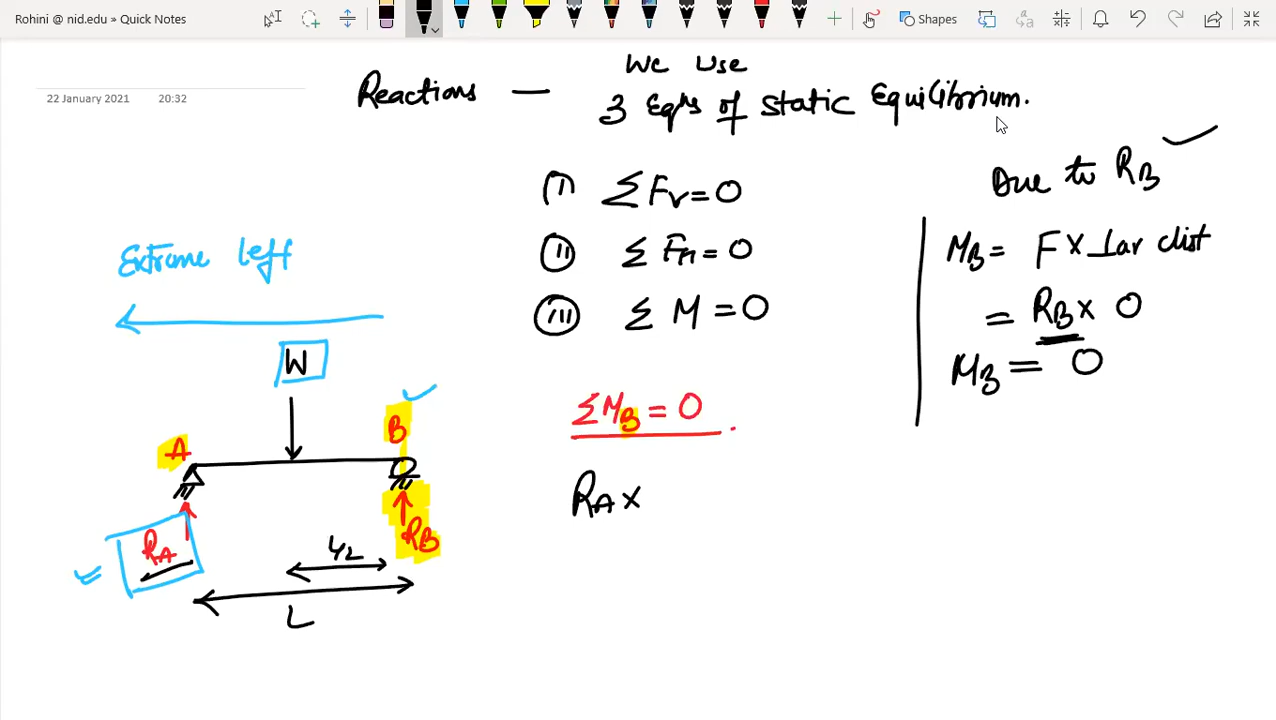 Rohini @ nid.edu » Quick Notes
Shapes
22 January 2021 20:32
We Use
Reactions — 3 Eqns of static Equilibrium.
(i) ΣFv=0
(ii) ΣFH=0
(iii) ΣM=0
Due to RB
MB= F× ⊥ar dist
= RB× 0
MB= 0
Extreme left
W
A
B
RA
RB
L/2
L
ΣMB=0.
RA×